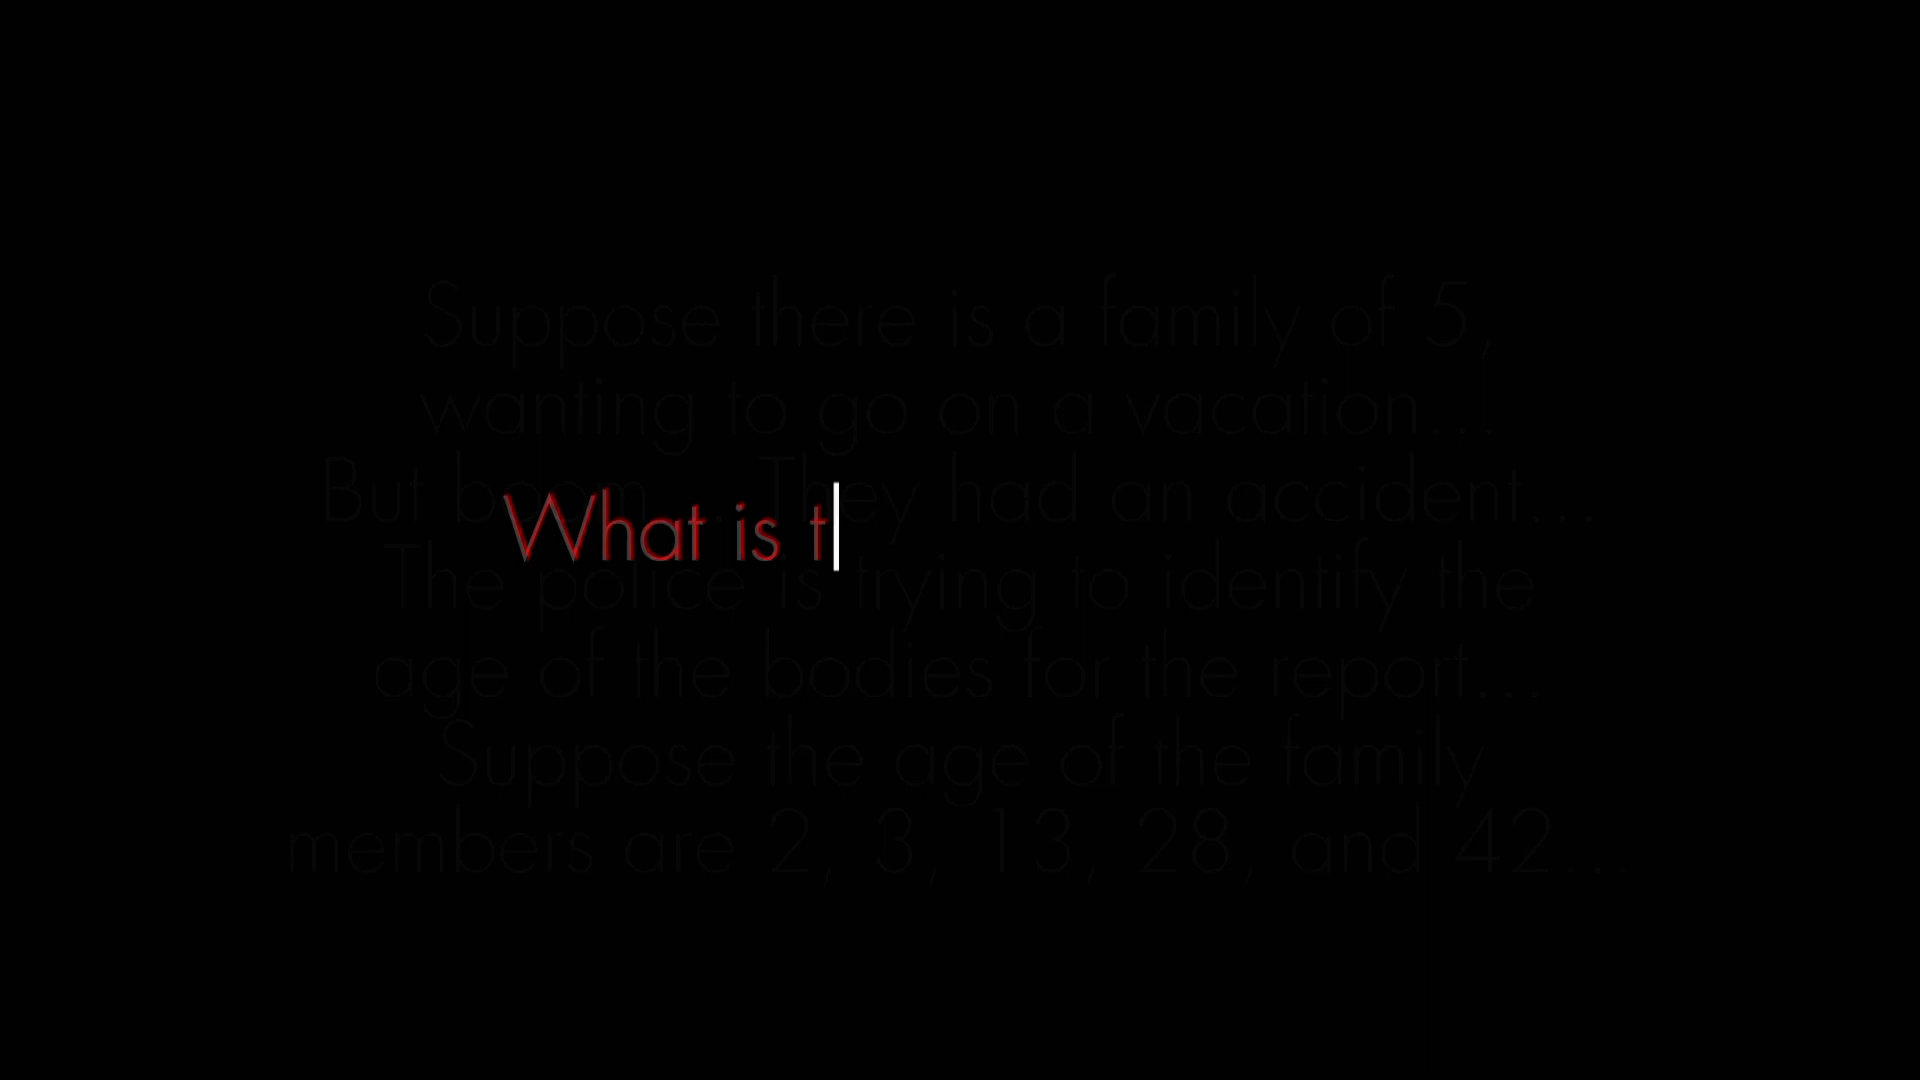 Suppose there is a family of 5,
wanting to go on a vacation...
But boom... They had an accident...
What is t
The police is trying to identify the
age of the bodies for the report...
Suppose the age of the family
members are 2, 3, 13, 28, and 42...